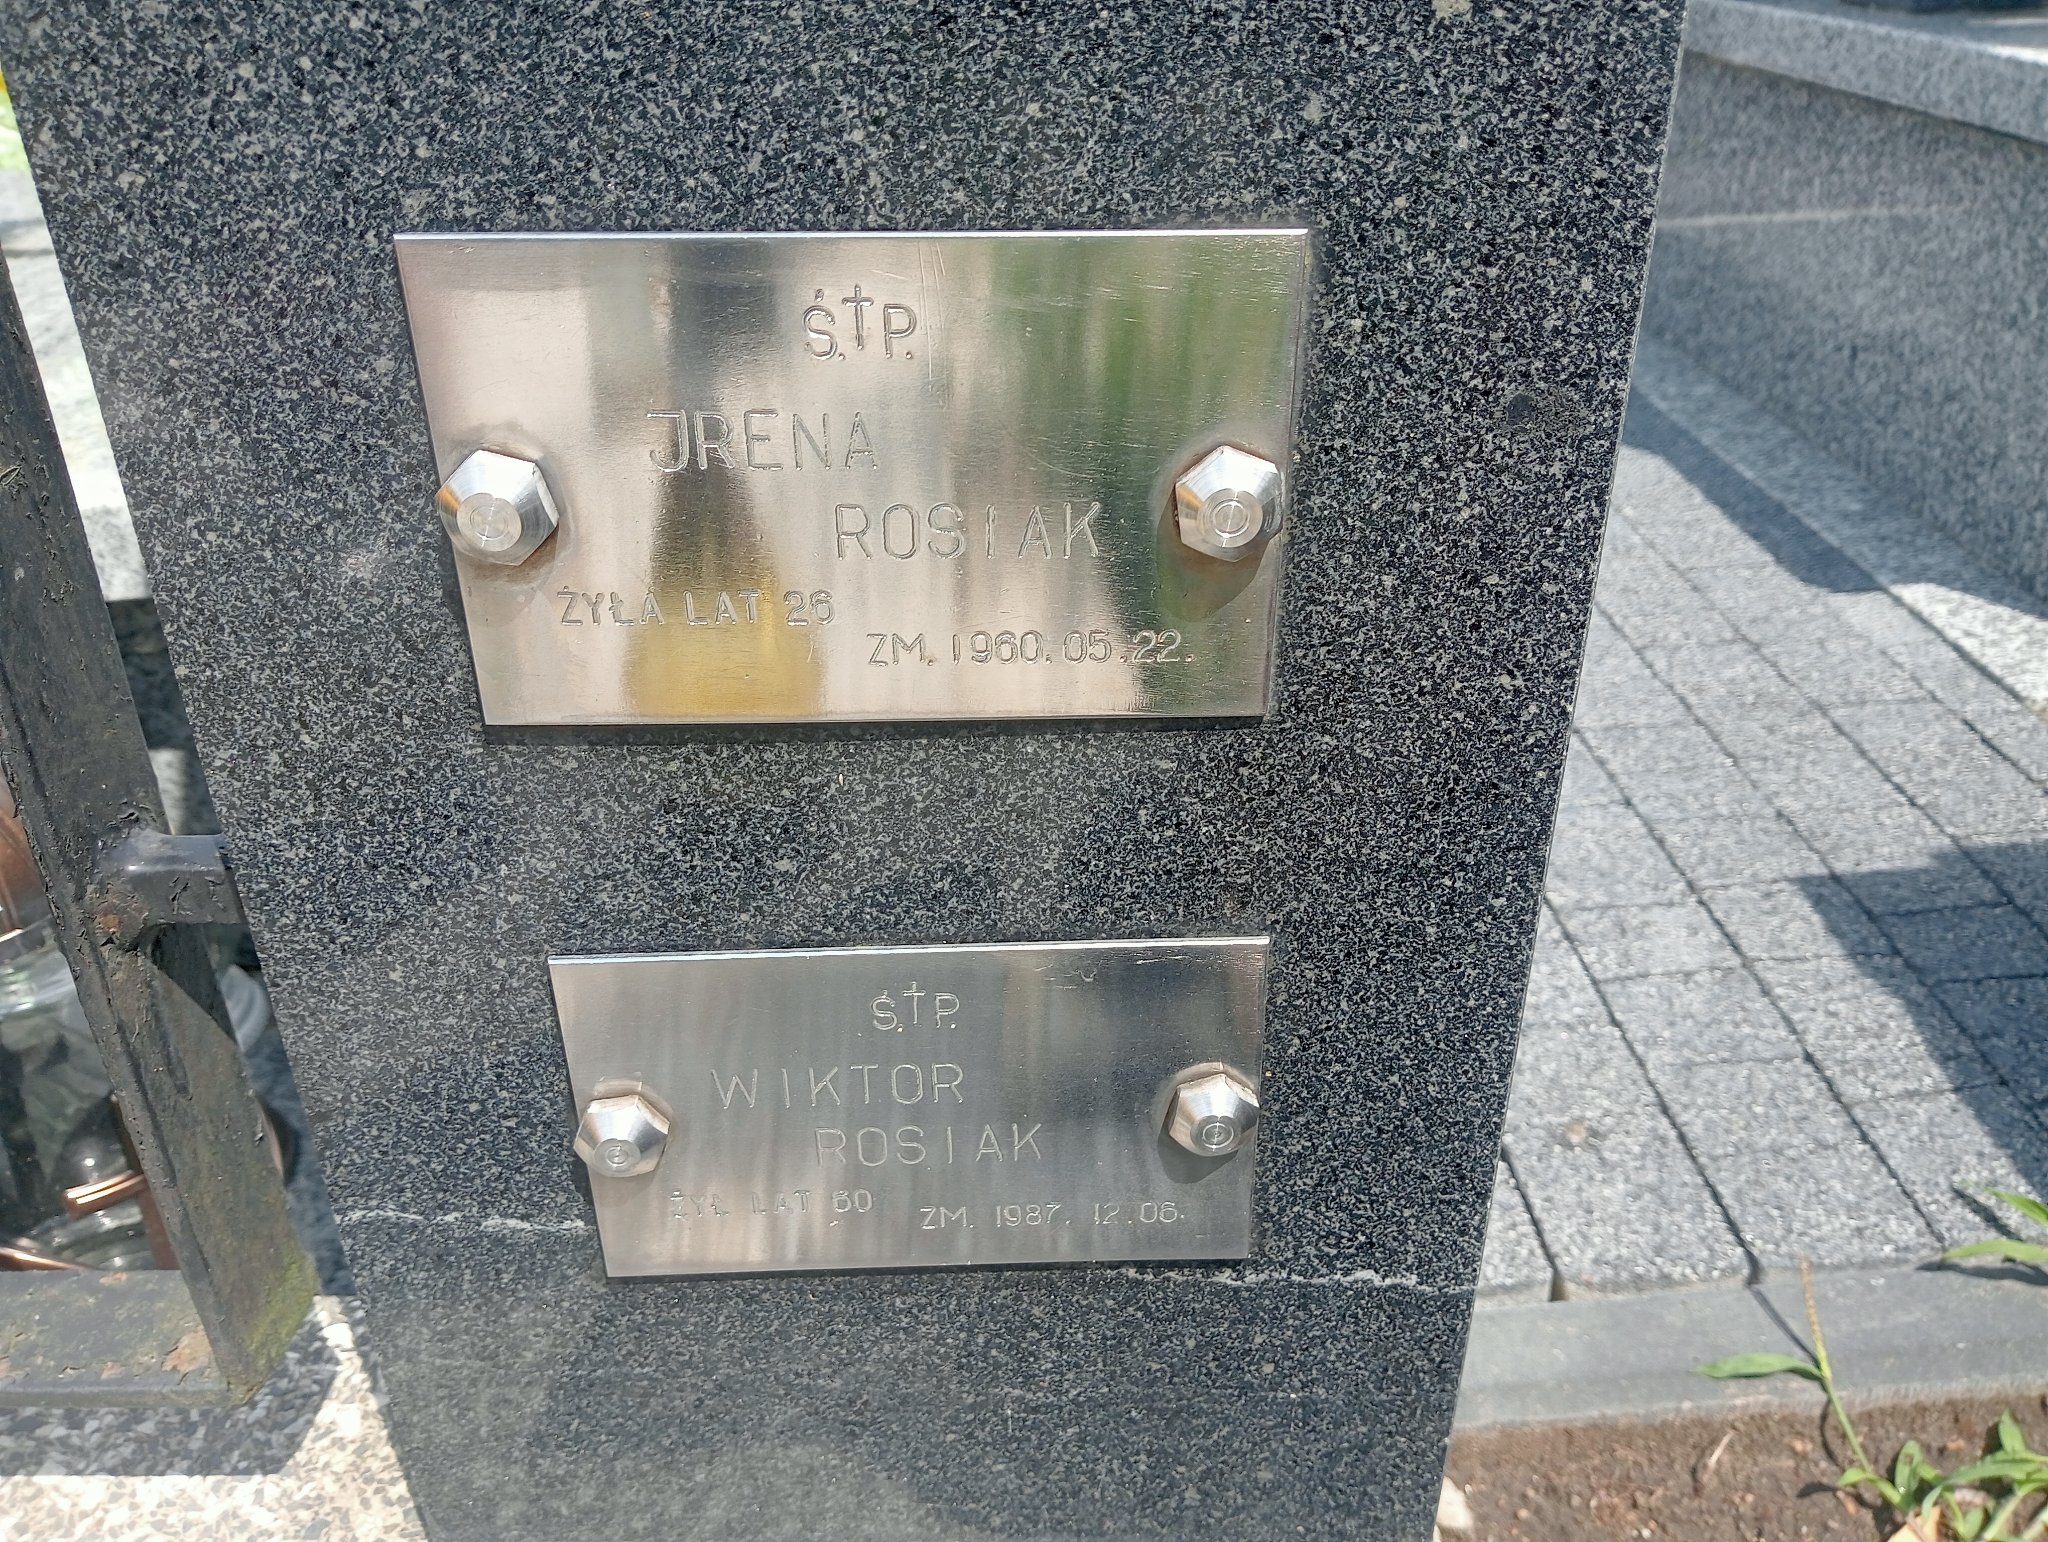 Ś.†P.
JRENA
ROSIAK
ŻYŁA LAT 26
ZM. 1960.05.22.
Ś.†P.
WIKTOR
ROSIAK
ŻYŁ LAT 60
ZM. 1987.12.06.